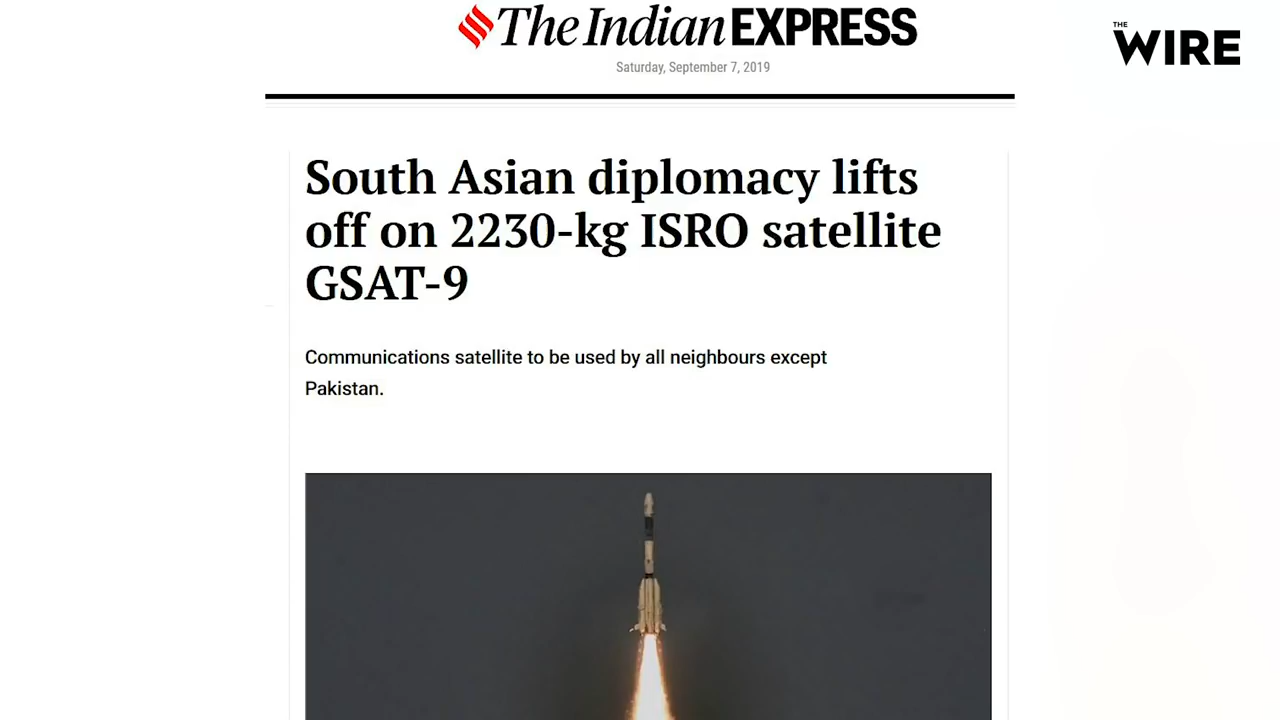 The Indian EXPRESS
THE
WIRE
Saturday, September 7, 2019
South Asian diplomacy lifts
off on 2230-kg ISRO satellite
GSAT-9
Communications satellite to be used by all neighbours except
Pakistan.